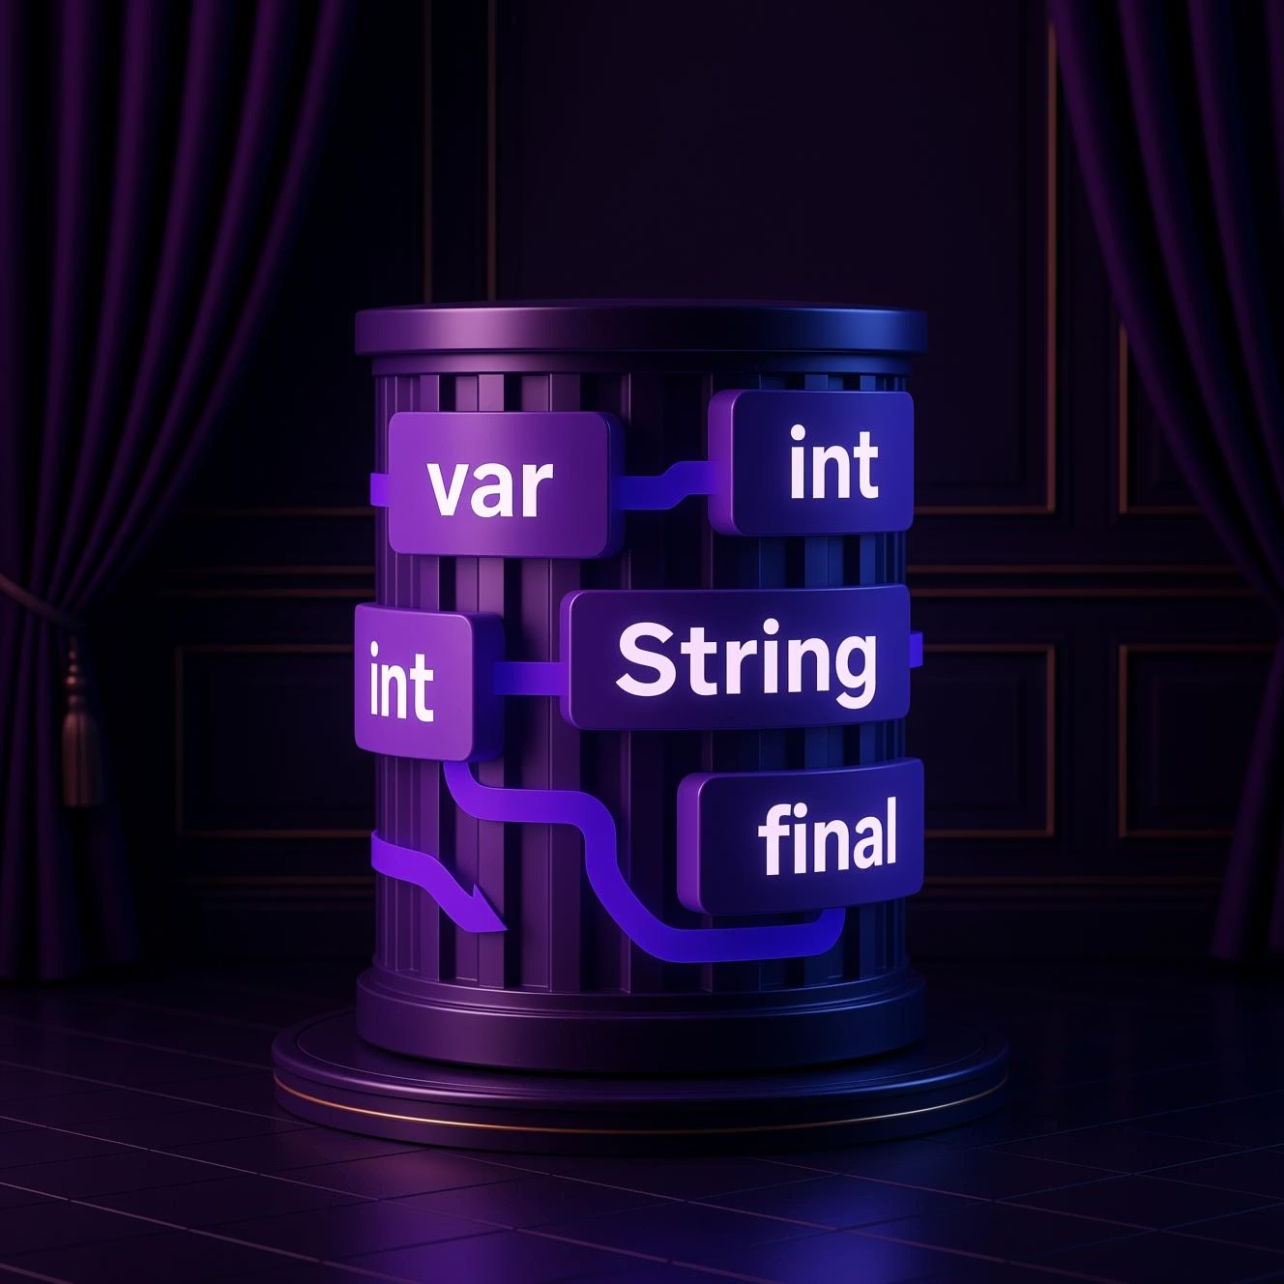 var
int
int
String
final